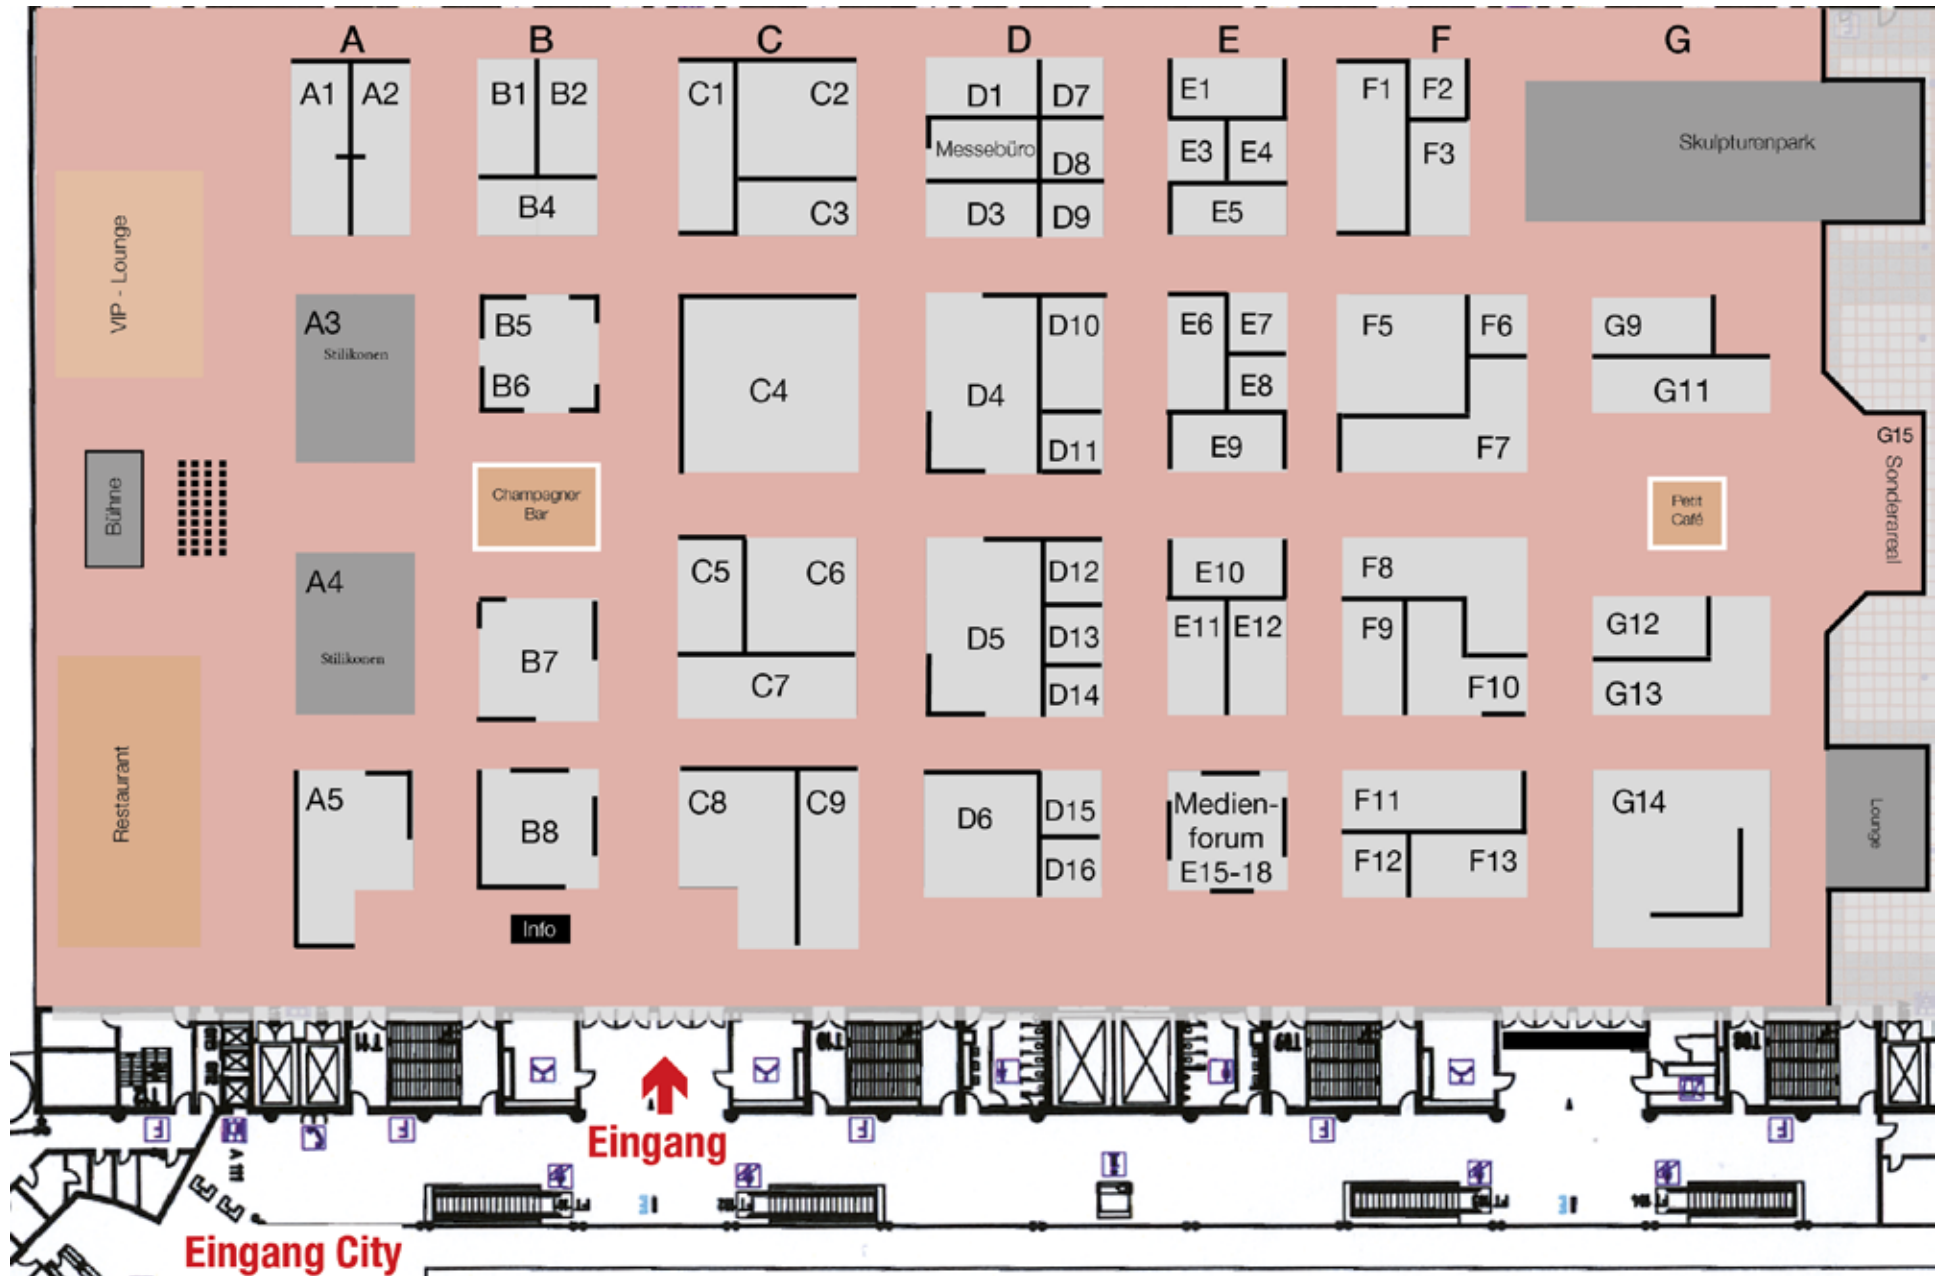 A B C D E F G
A1 A2 B1 B2 C1 C2 D1 D7 E1 F1 F2
Messebüro D8 E3 E4 F3 Skulpturenpark
B4 C3 D3 D9 E5
VIP - Lounge
A3 B5 D10 E6 E7 F5 F6 G9
Stilikonen
B6 C4 D4 E8 G11
D11 E9 F7 G15
Sonderareal
Bühne
Champagner
Bar
Petit
Café
A4 C5 C6 D12 E10 F8
D5 D13 E11 E12 F9 G12
Stilikonen
B7 C7 D14 F10 G13
Restaurant
A5 B8 C8 C9 D6 D15 F11 G14
Medien-
forum
E15-18
D16 F12 F13
Lounge
Info
Eingang
A 111
Eingang City